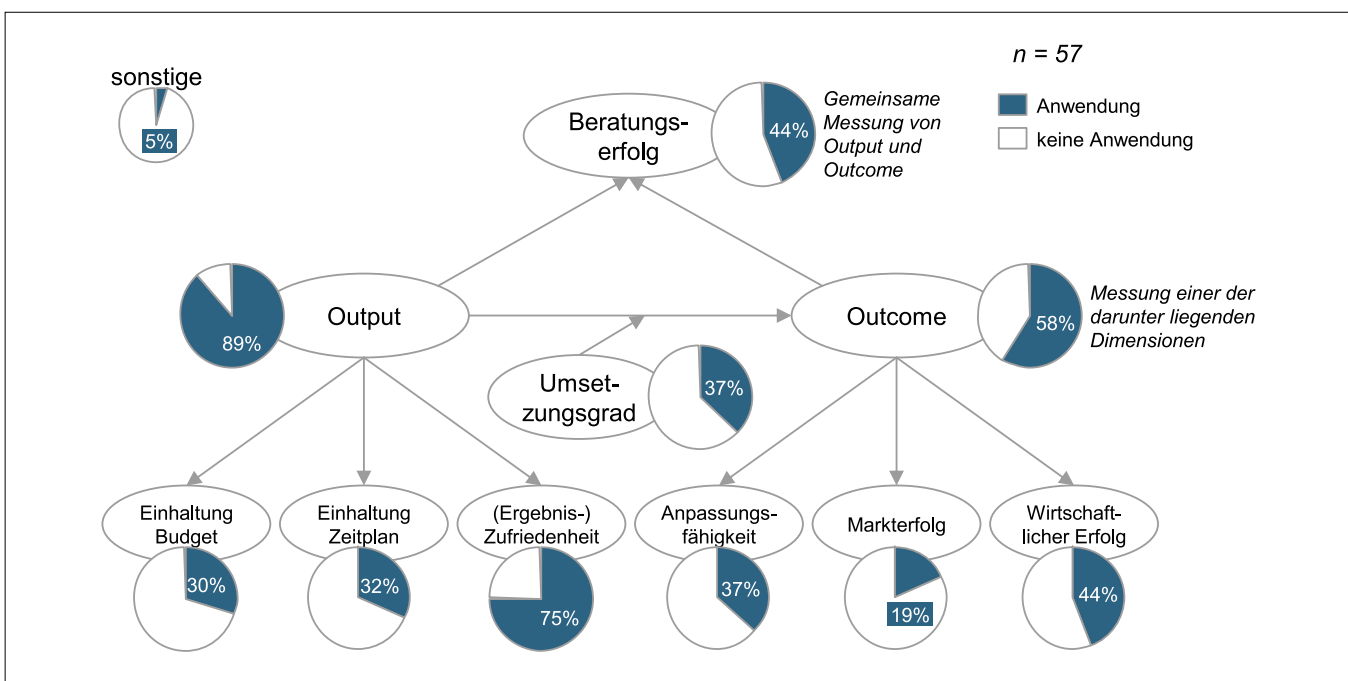 sonstige
5%
Beratungs-
erfolg
44%
Gemeinsame
Messung von
Output und
Outcome
n = 57
Anwendung
keine Anwendung
89%
Output
Outcome
58%
Messung einer der
darunter liegenden
Dimensionen
Umset-
zungsgrad
37%
Einhaltung
Budget
30%
Einhaltung
Zeitplan
32%
(Ergebnis-)
Zufriedenheit
75%
Anpassungs-
fähigkeit
37%
Markterfolg
19%
Wirtschaft-
licher Erfolg
44%